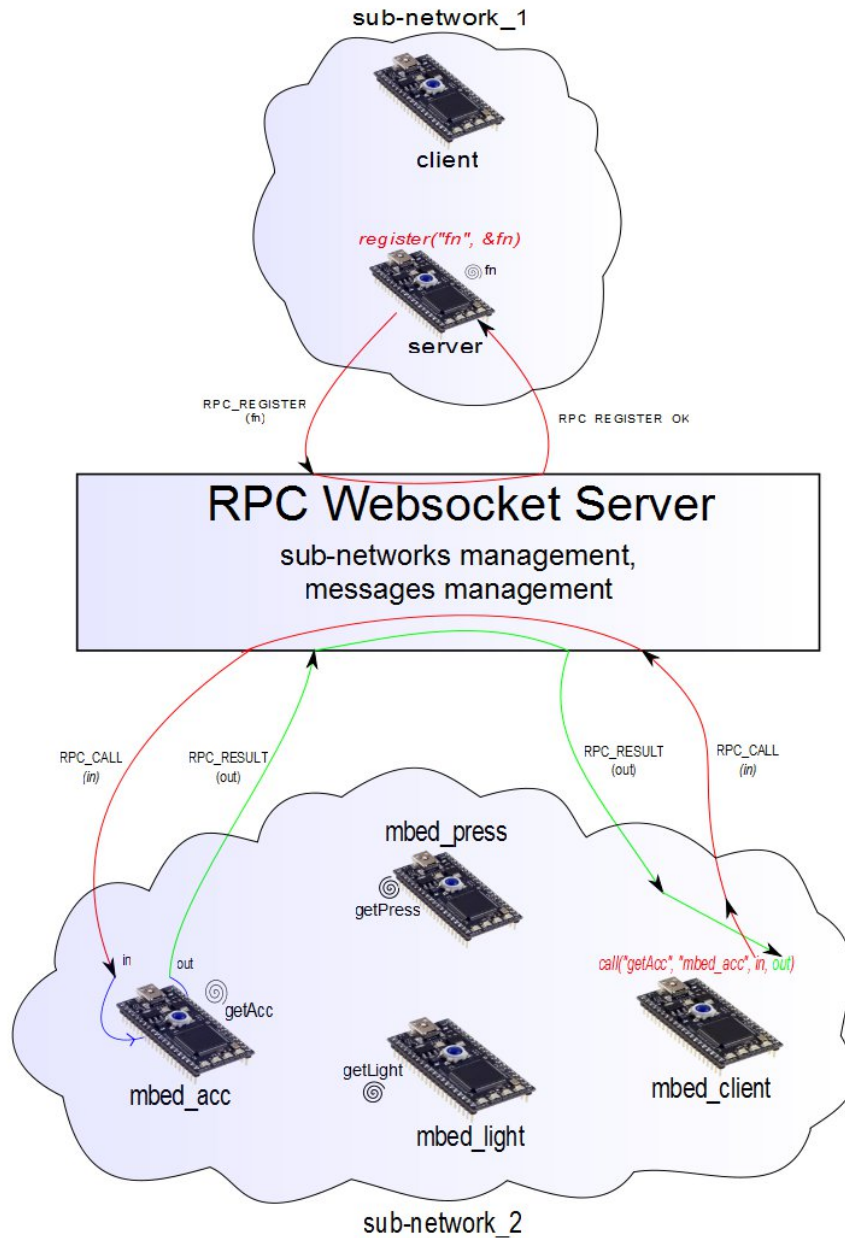 sub-network_1
client
register("fn", &fn)
fn
server
RPC_REGISTER
(fn)
RPC REGISTER OK
RPC Websocket Server
sub-networks management,
messages management
RPC_CALL
(in)
RPC_RESULT
(out)
RPC_RESULT
(out)
RPC_CALL
(in)
mbed_press
getPress
in
out
getAcc
mbed_acc
getLight
mbed_light
call("getAcc", "mbed_acc", in, out)
mbed_client
sub-network_2